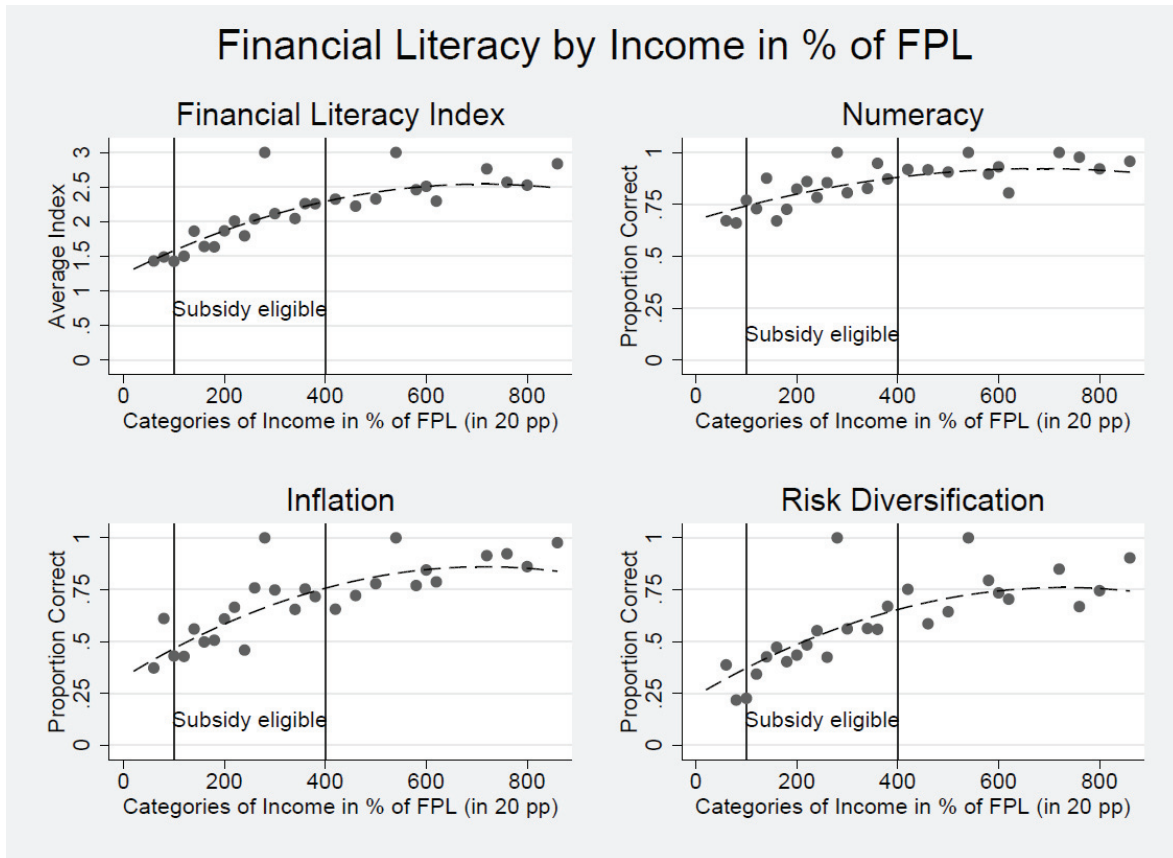 Financial Literacy by Income in % of FPL
Financial Literacy Index
Average Index
3
2.5
2
1.5
1
.5
0
Subsidy eligible
0 200 400 600 800
Categories of Income in % of FPL (in 20 pp)
Numeracy
Proportion Correct
1
.75
.5
.25
0
Subsidy eligible
0 200 400 600 800
Categories of Income in % of FPL (in 20 pp)
Inflation
Proportion Correct
1
.75
.5
.25
0
Subsidy eligible
0 200 400 600 800
Categories of Income in % of FPL (in 20 pp)
Risk Diversification
Proportion Correct
1
.75
.5
.25
0
Subsidy eligible
0 200 400 600 800
Categories of Income in % of FPL (in 20 pp)